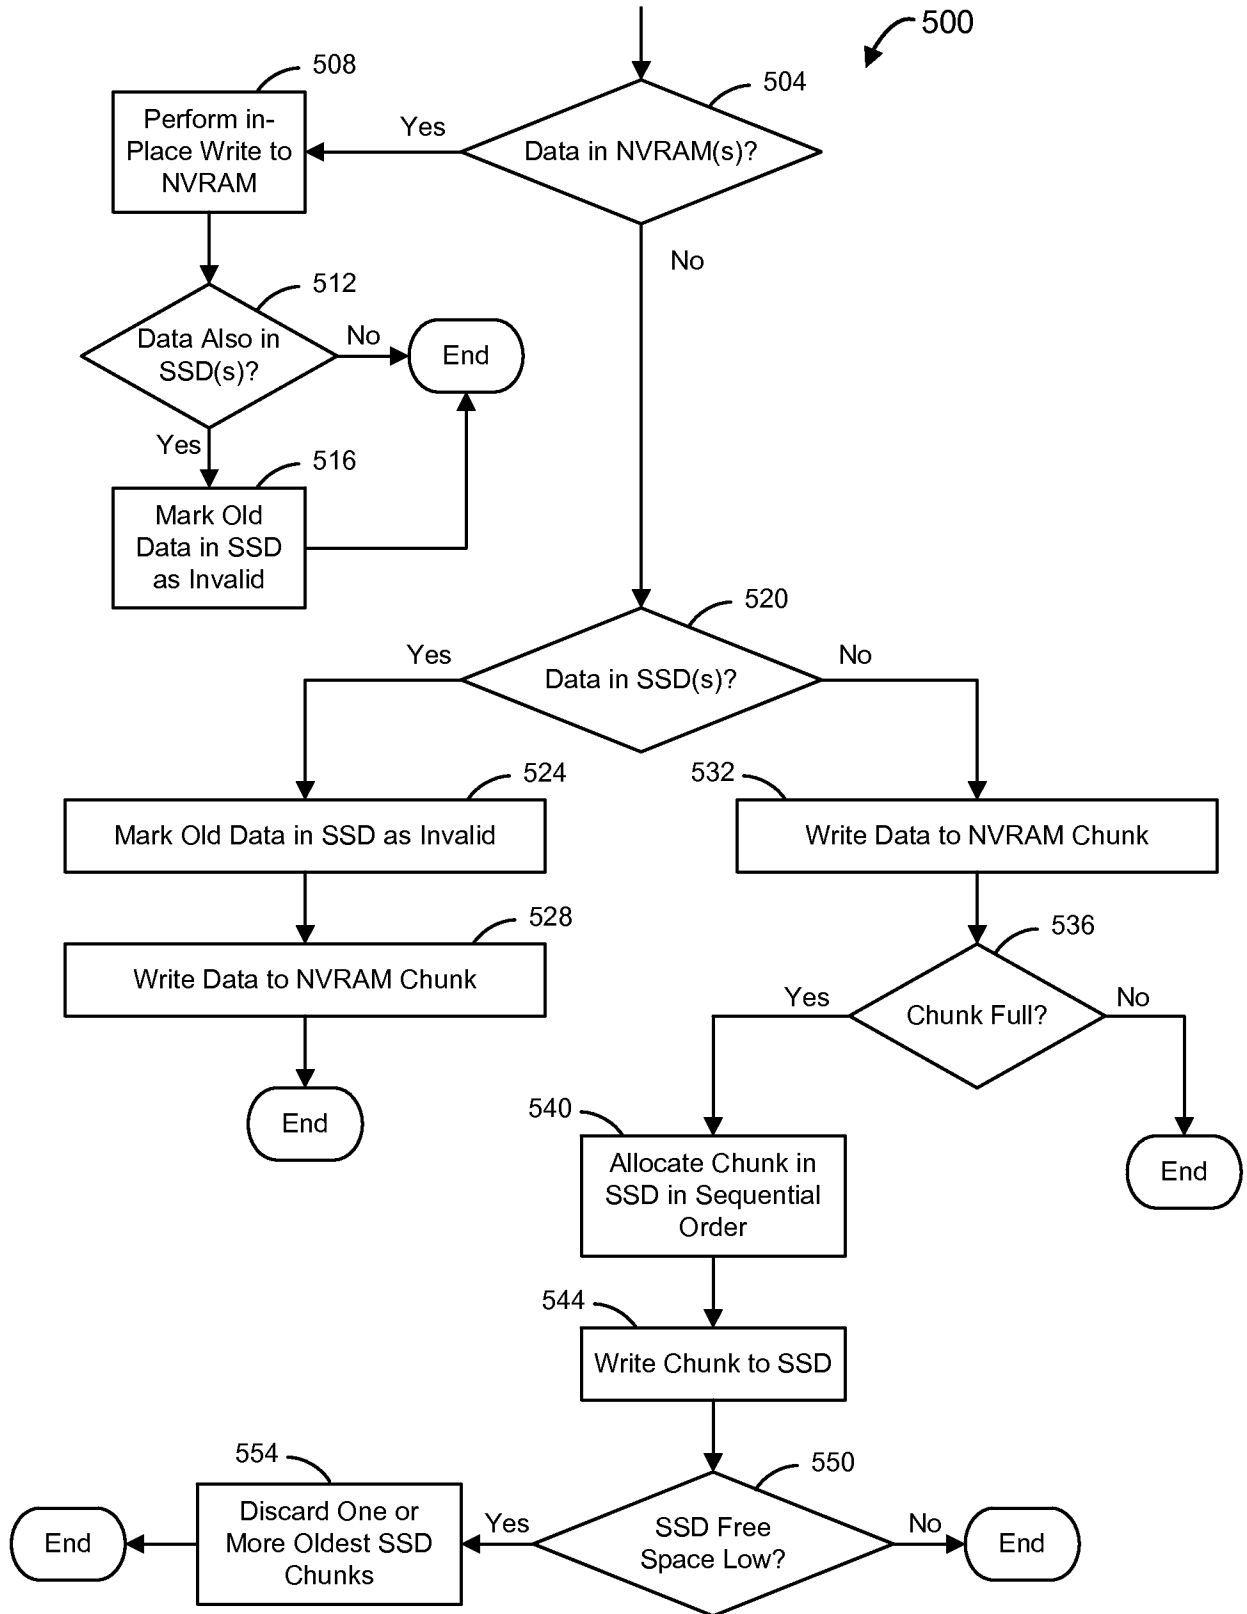 500
508
504
Perform in-
Place Write to
NVRAM
Yes
Data in NVRAM(s)?
No
512
Data Also in
SSD(s)?
No
End
Yes
516
Mark Old
Data in SSD
as Invalid
520
Yes
Data in SSD(s)?
No
524
532
Mark Old Data in SSD as Invalid
Write Data to NVRAM Chunk
528
536
Write Data to NVRAM Chunk
Yes
Chunk Full?
No
End
540
Allocate Chunk in
SSD in Sequential
Order
End
544
Write Chunk to SSD
554
550
End
Discard One or
More Oldest SSD
Chunks
Yes
SSD Free
Space Low?
No
End